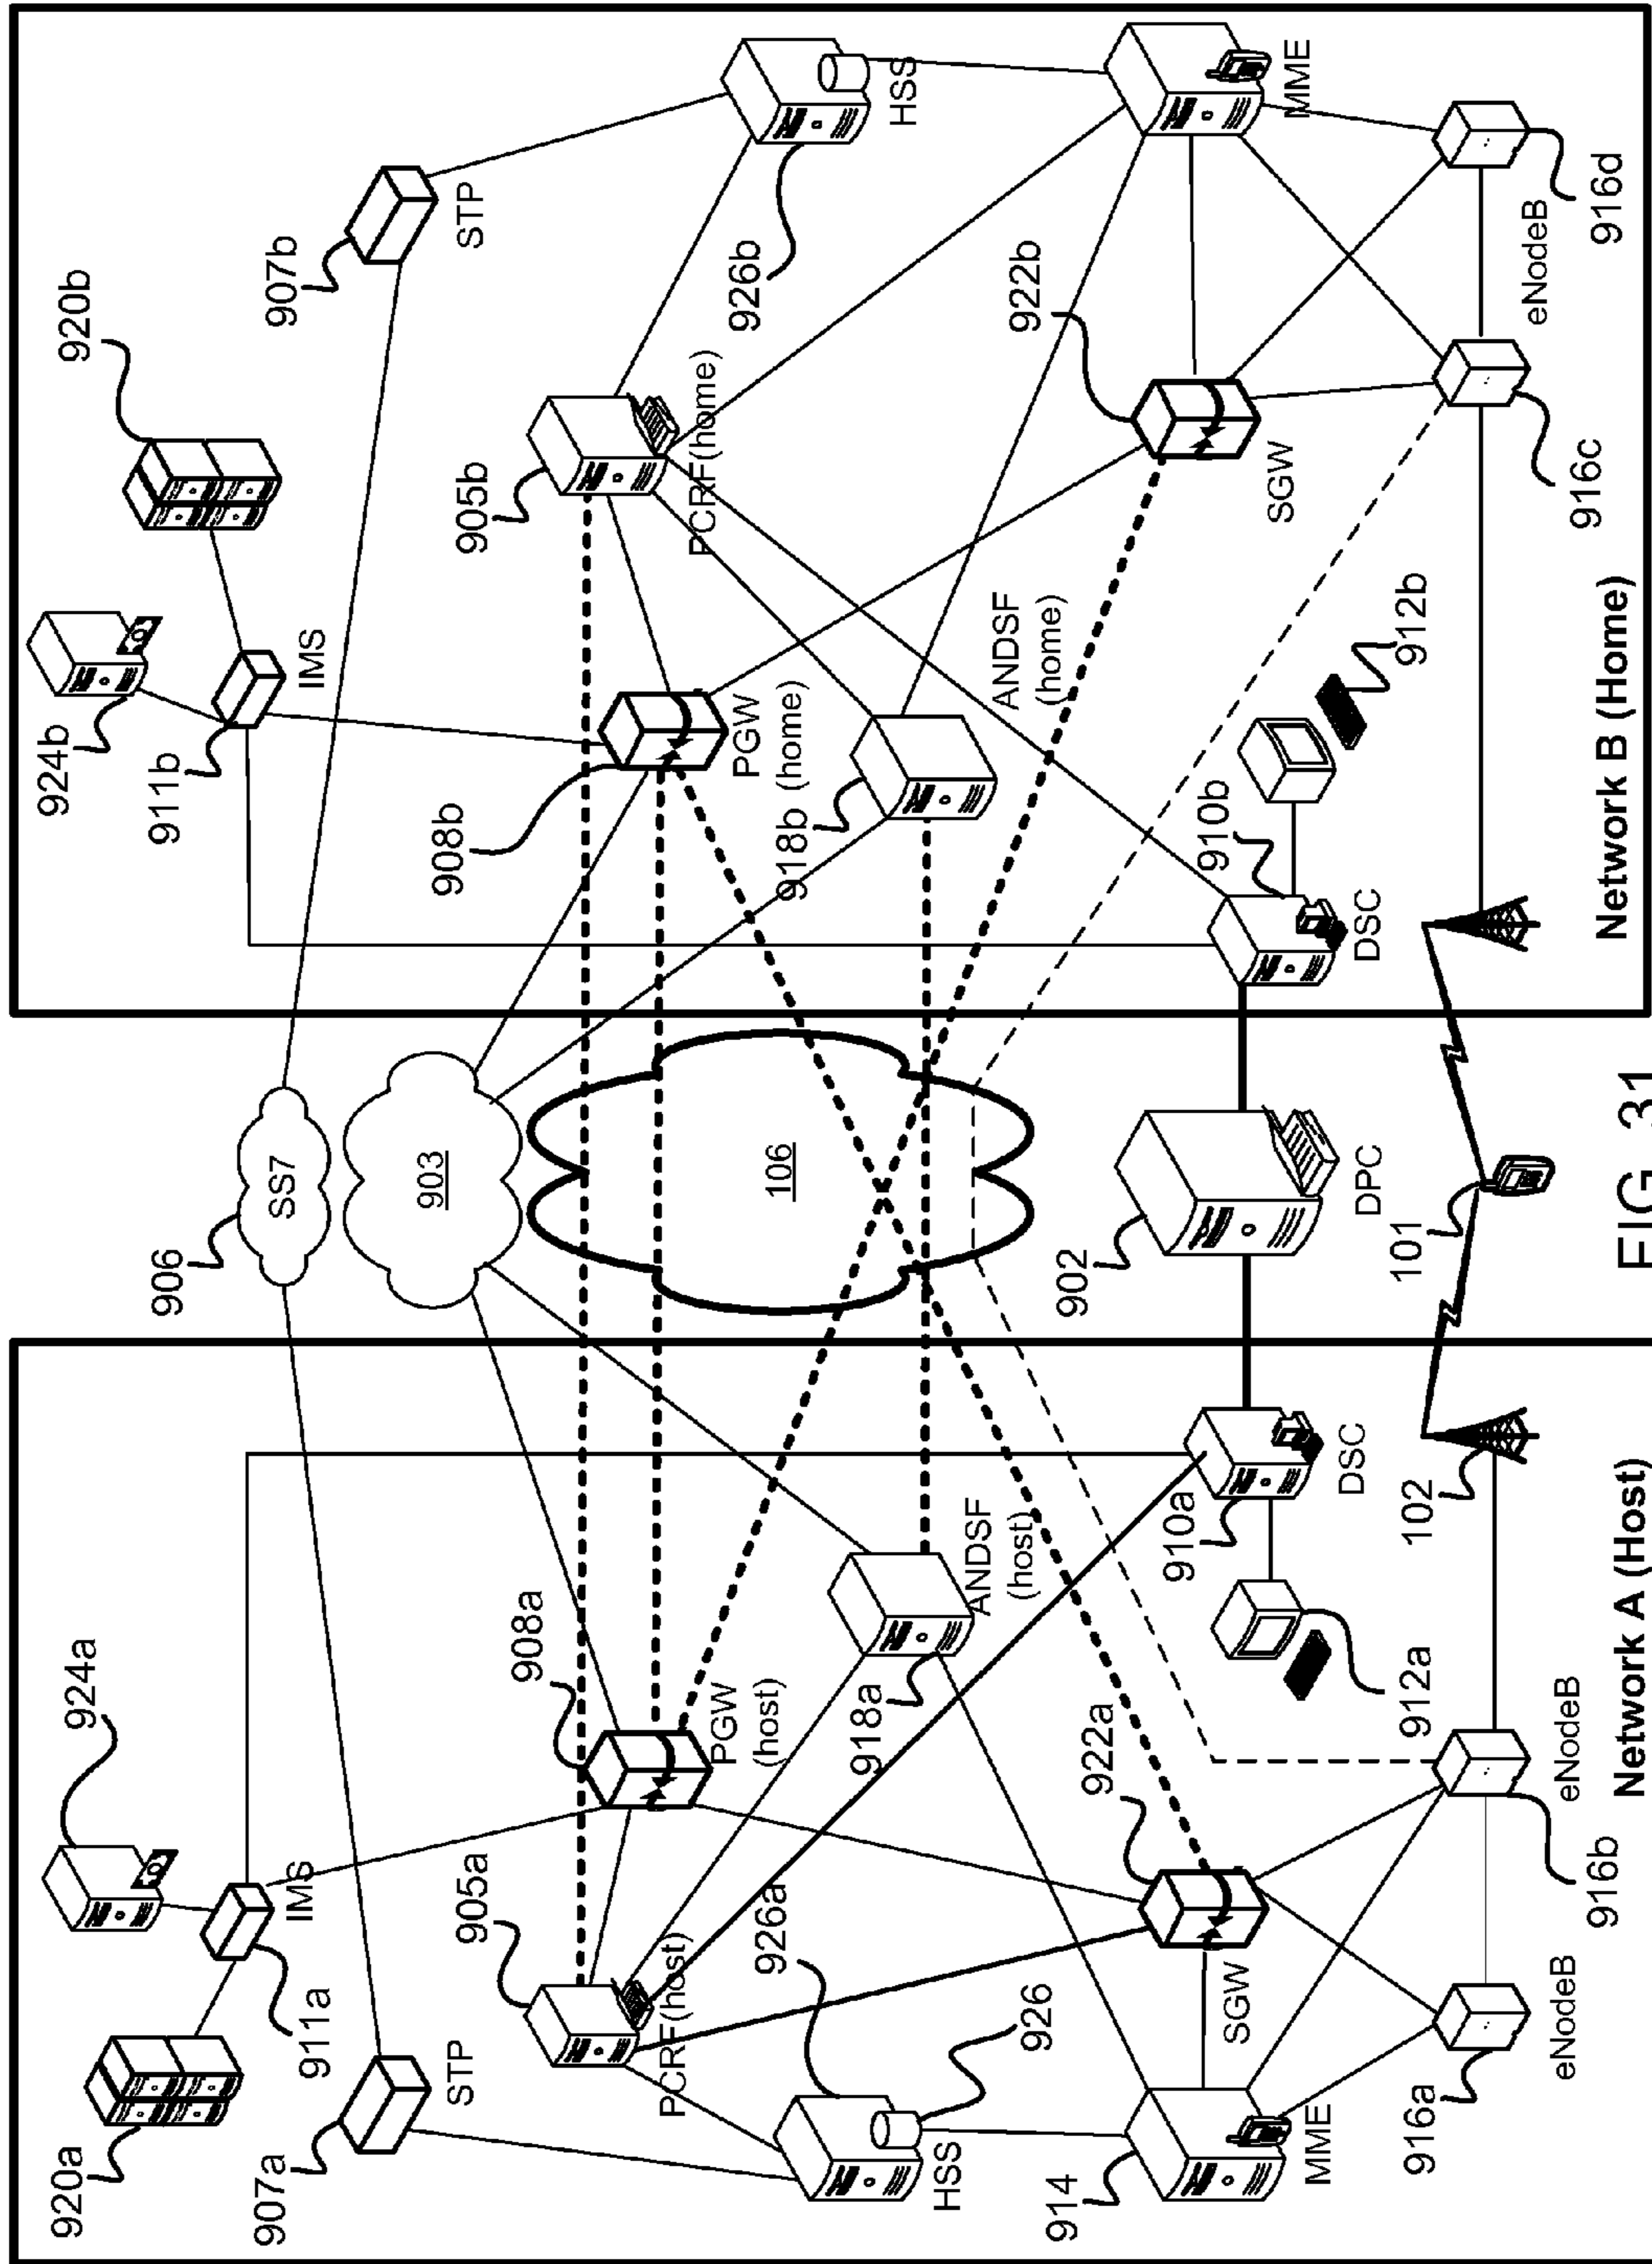 920a
924a
907a
911a
IMS
STP
905a
908a
PCRF(host)
PGW
(host)
926a
926
HSS
918a
ANDSF
(host)
914
MME
922a
SGW
910a
DSC
912a
102
916a
eNodeB
916b
eNodeB
Network A (Host)
906
SS7
903
106
902
DPC
101
FIG. 31
924b
920b
911b
IMS
907b
STP
905b
PCRF(home)
908b
PGW
(home)
926b
HSS
918b
ANDSF
(home)
922b
SGW
MME
910b
DSC
912b
916c
eNodeB
916d
Network B (Home)